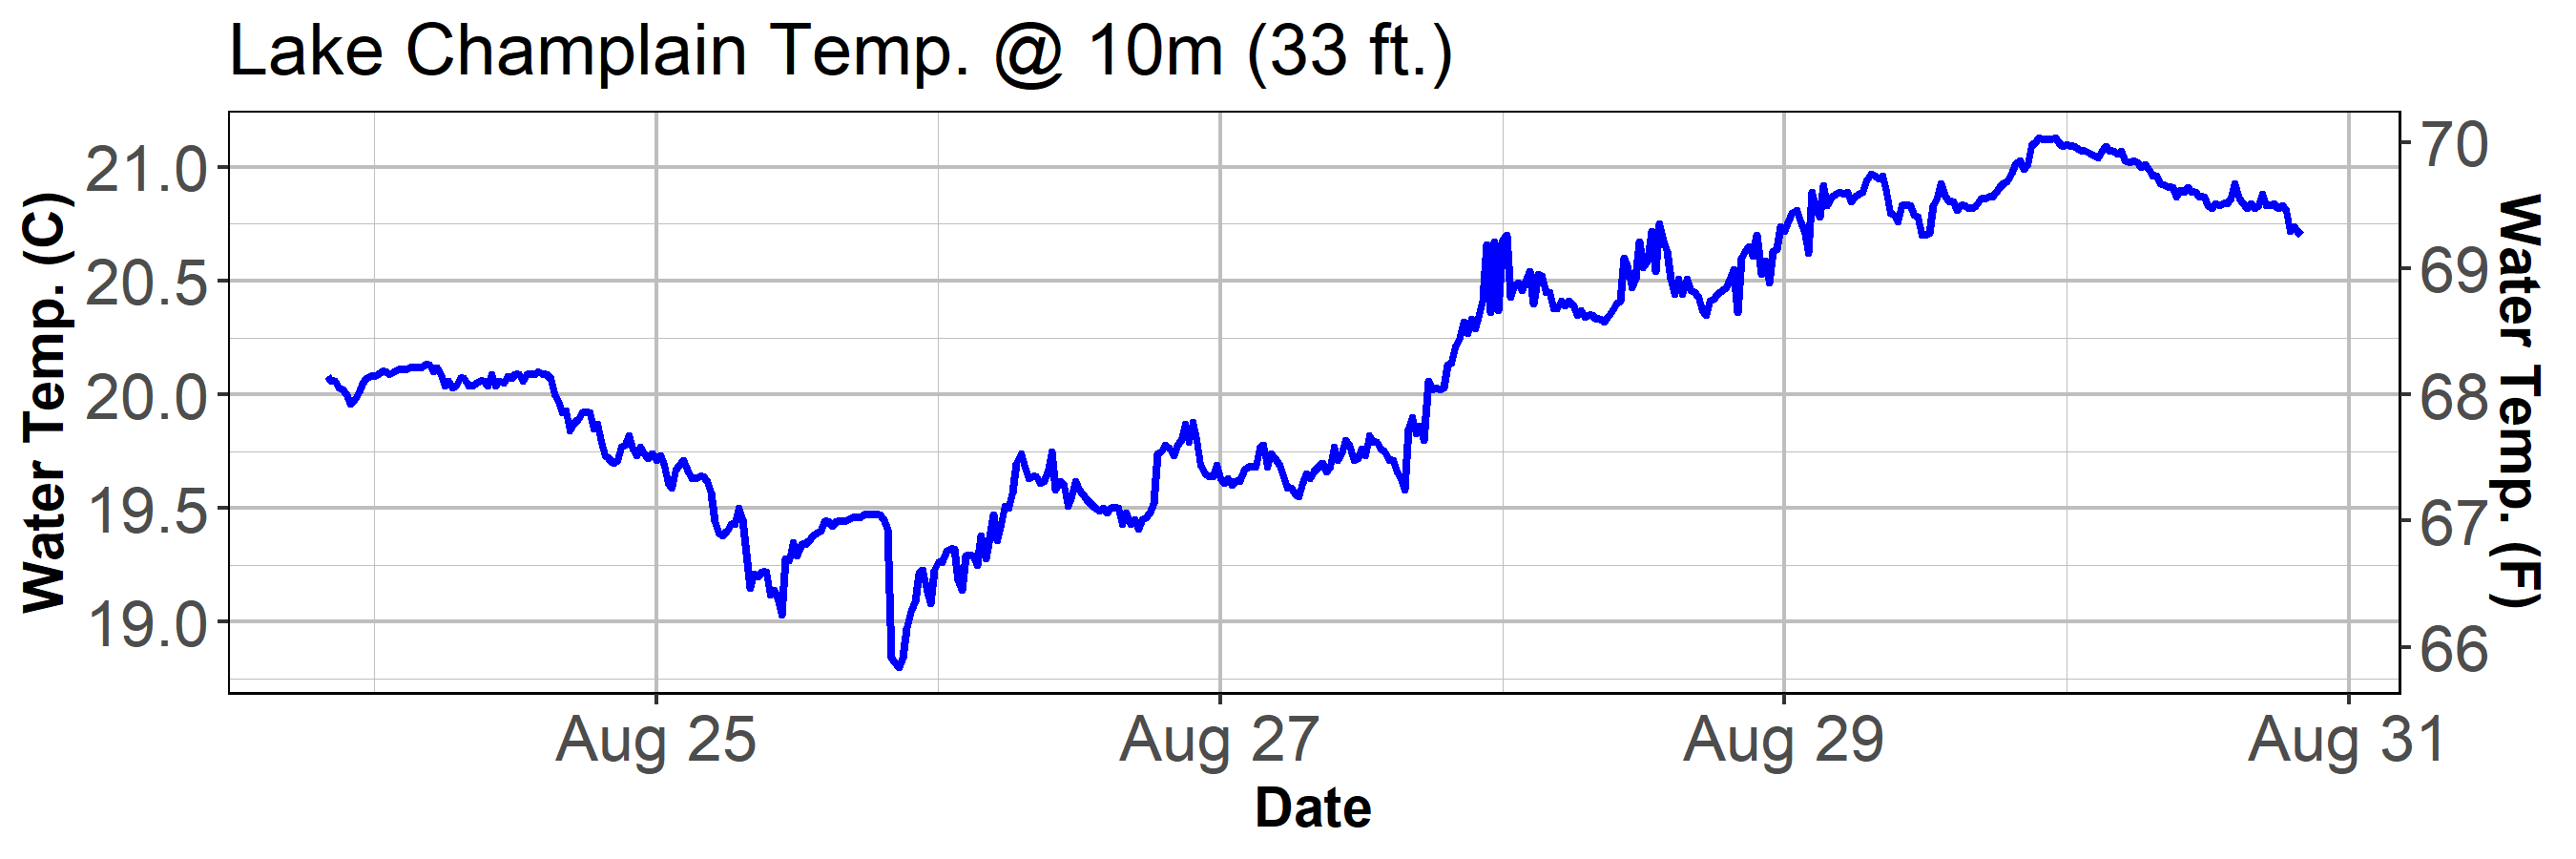 Lake Champlain Temp. @ 10m (33 ft.)
Water Temp. (C)
21.0
20.5
20.0
19.5
19.0
70
69
68
67
66
Water Temp. (F)
Aug 25
Aug 27
Aug 29
Aug 31
Date